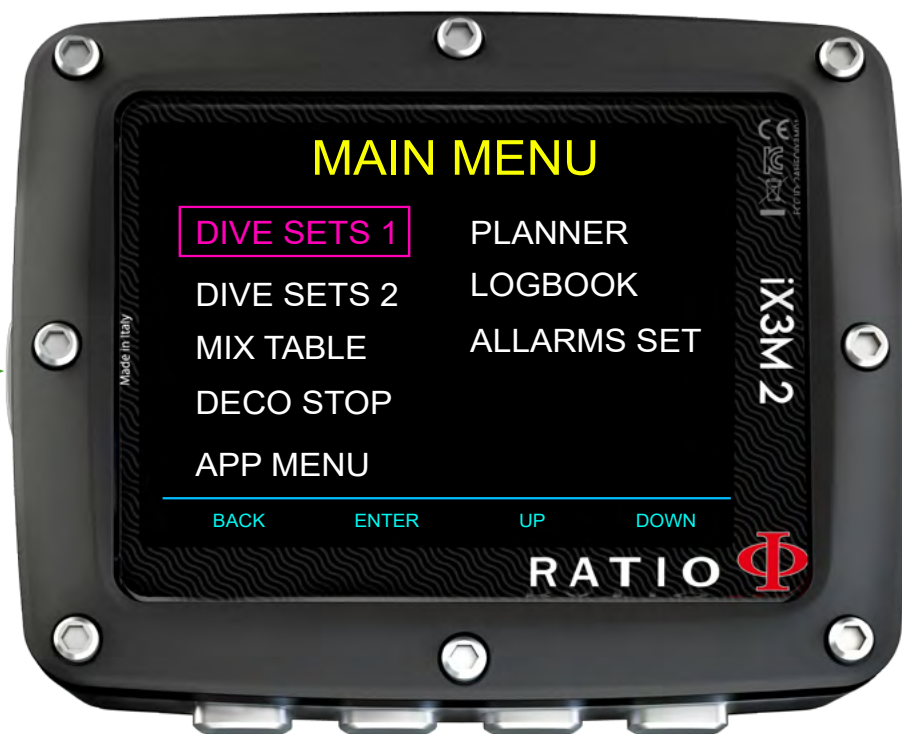 MAIN MENU
DIVE SETS 1
DIVE SETS 2
MIX TABLE
DECO STOP
APP MENU
PLANNER
LOGBOOK
ALLARMS SET
BACK ENTER UP DOWN
RATIO
Made in Italy
iX3M 2